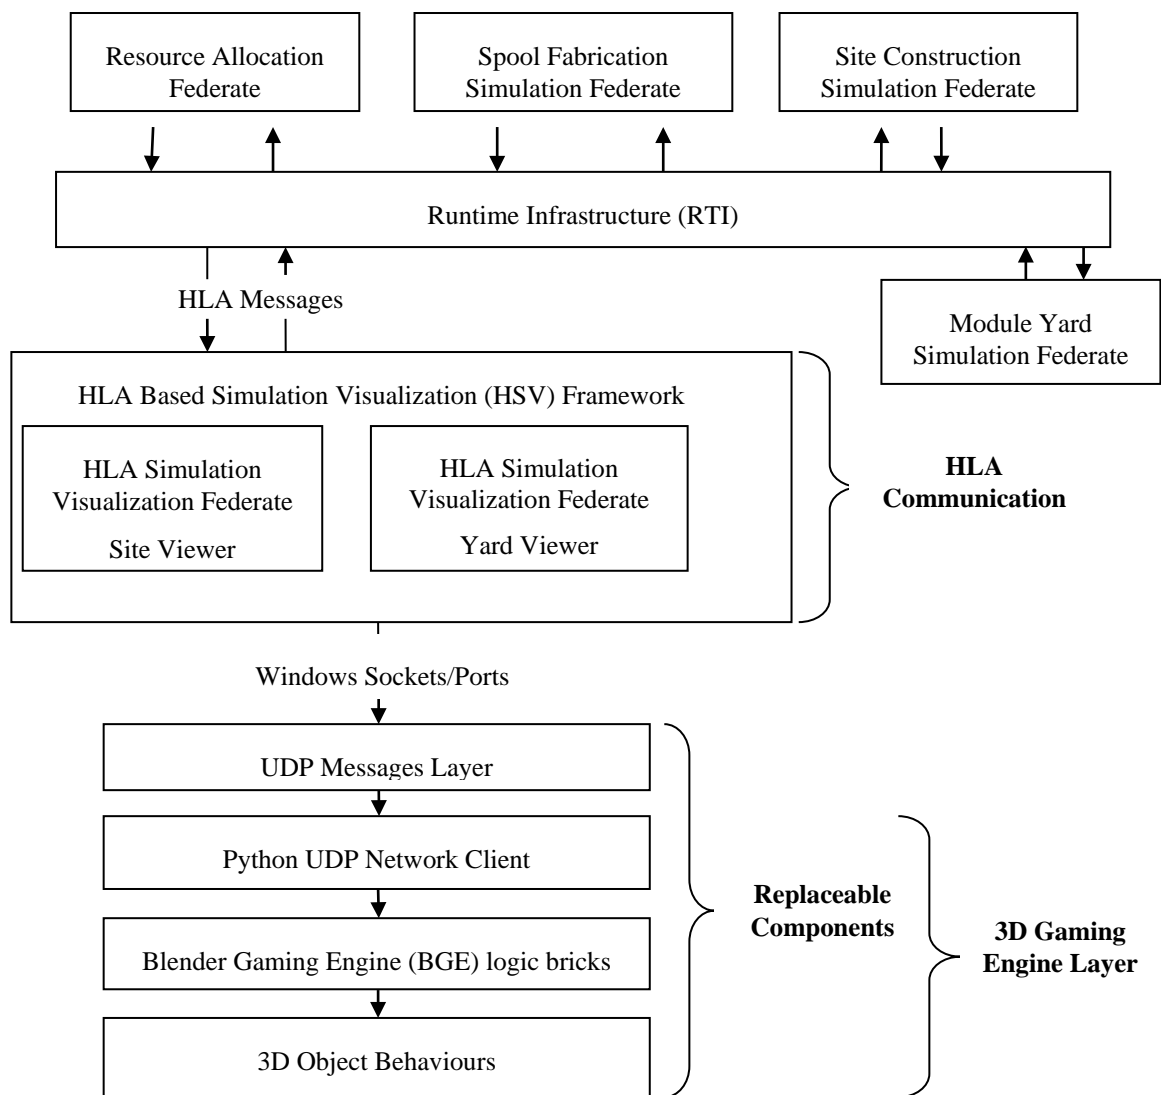 Resource Allocation
Federate
Spool Fabrication
Simulation Federate
Site Construction
Simulation Federate
Runtime Infrastructure (RTI)
HLA Messages
Module Yard
Simulation Federate
HLA Based Simulation Visualization (HSV) Framework
HLA Simulation
Visualization Federate
Site Viewer
HLA Simulation
Visualization Federate
Yard Viewer
HLA
Communication
Windows Sockets/Ports
UDP Messages Layer
Python UDP Network Client
Blender Gaming Engine (BGE) logic bricks
3D Object Behaviours
Replaceable
Components
3D Gaming
Engine Layer